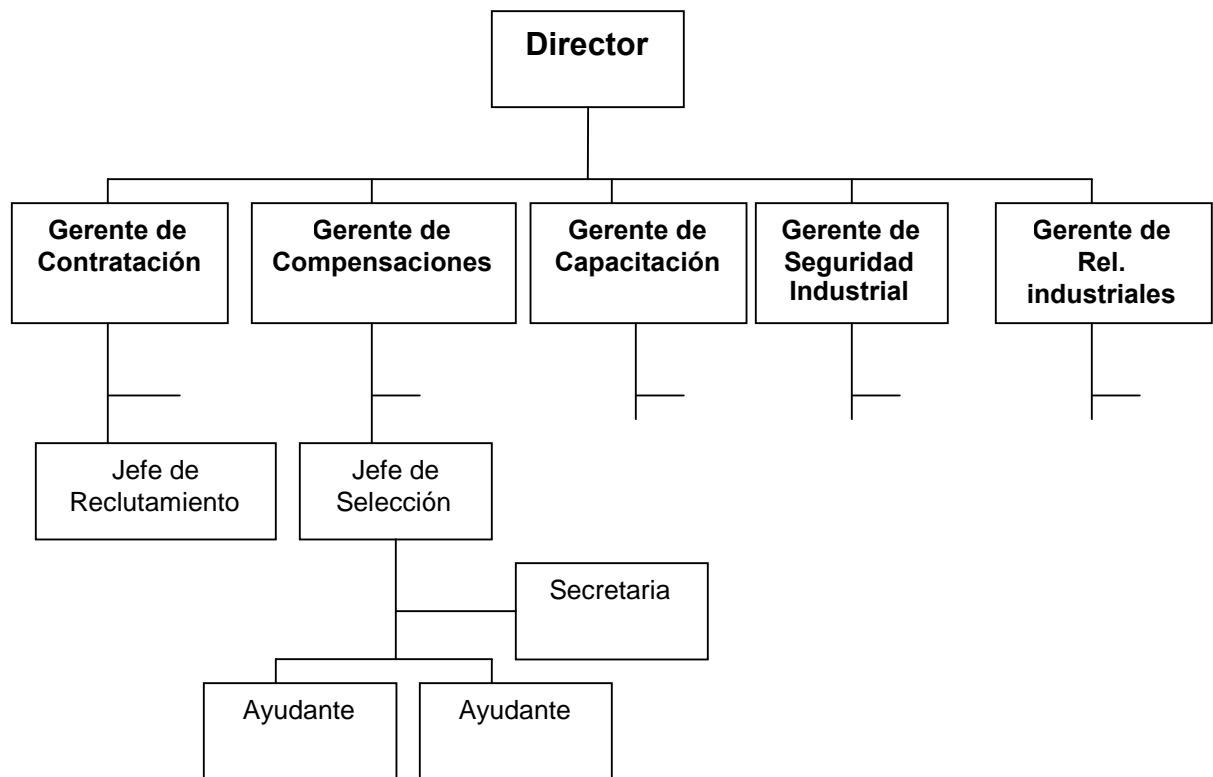 Director
Gerente de
Contratación
Gerente de
Compensaciones
Gerente de
Capacitación
Gerente de
Seguridad
Industrial
Gerente de
Rel.
industriales
Jefe de
Reclutamiento
Jefe de
Selección
Secretaria
Ayudante
Ayudante